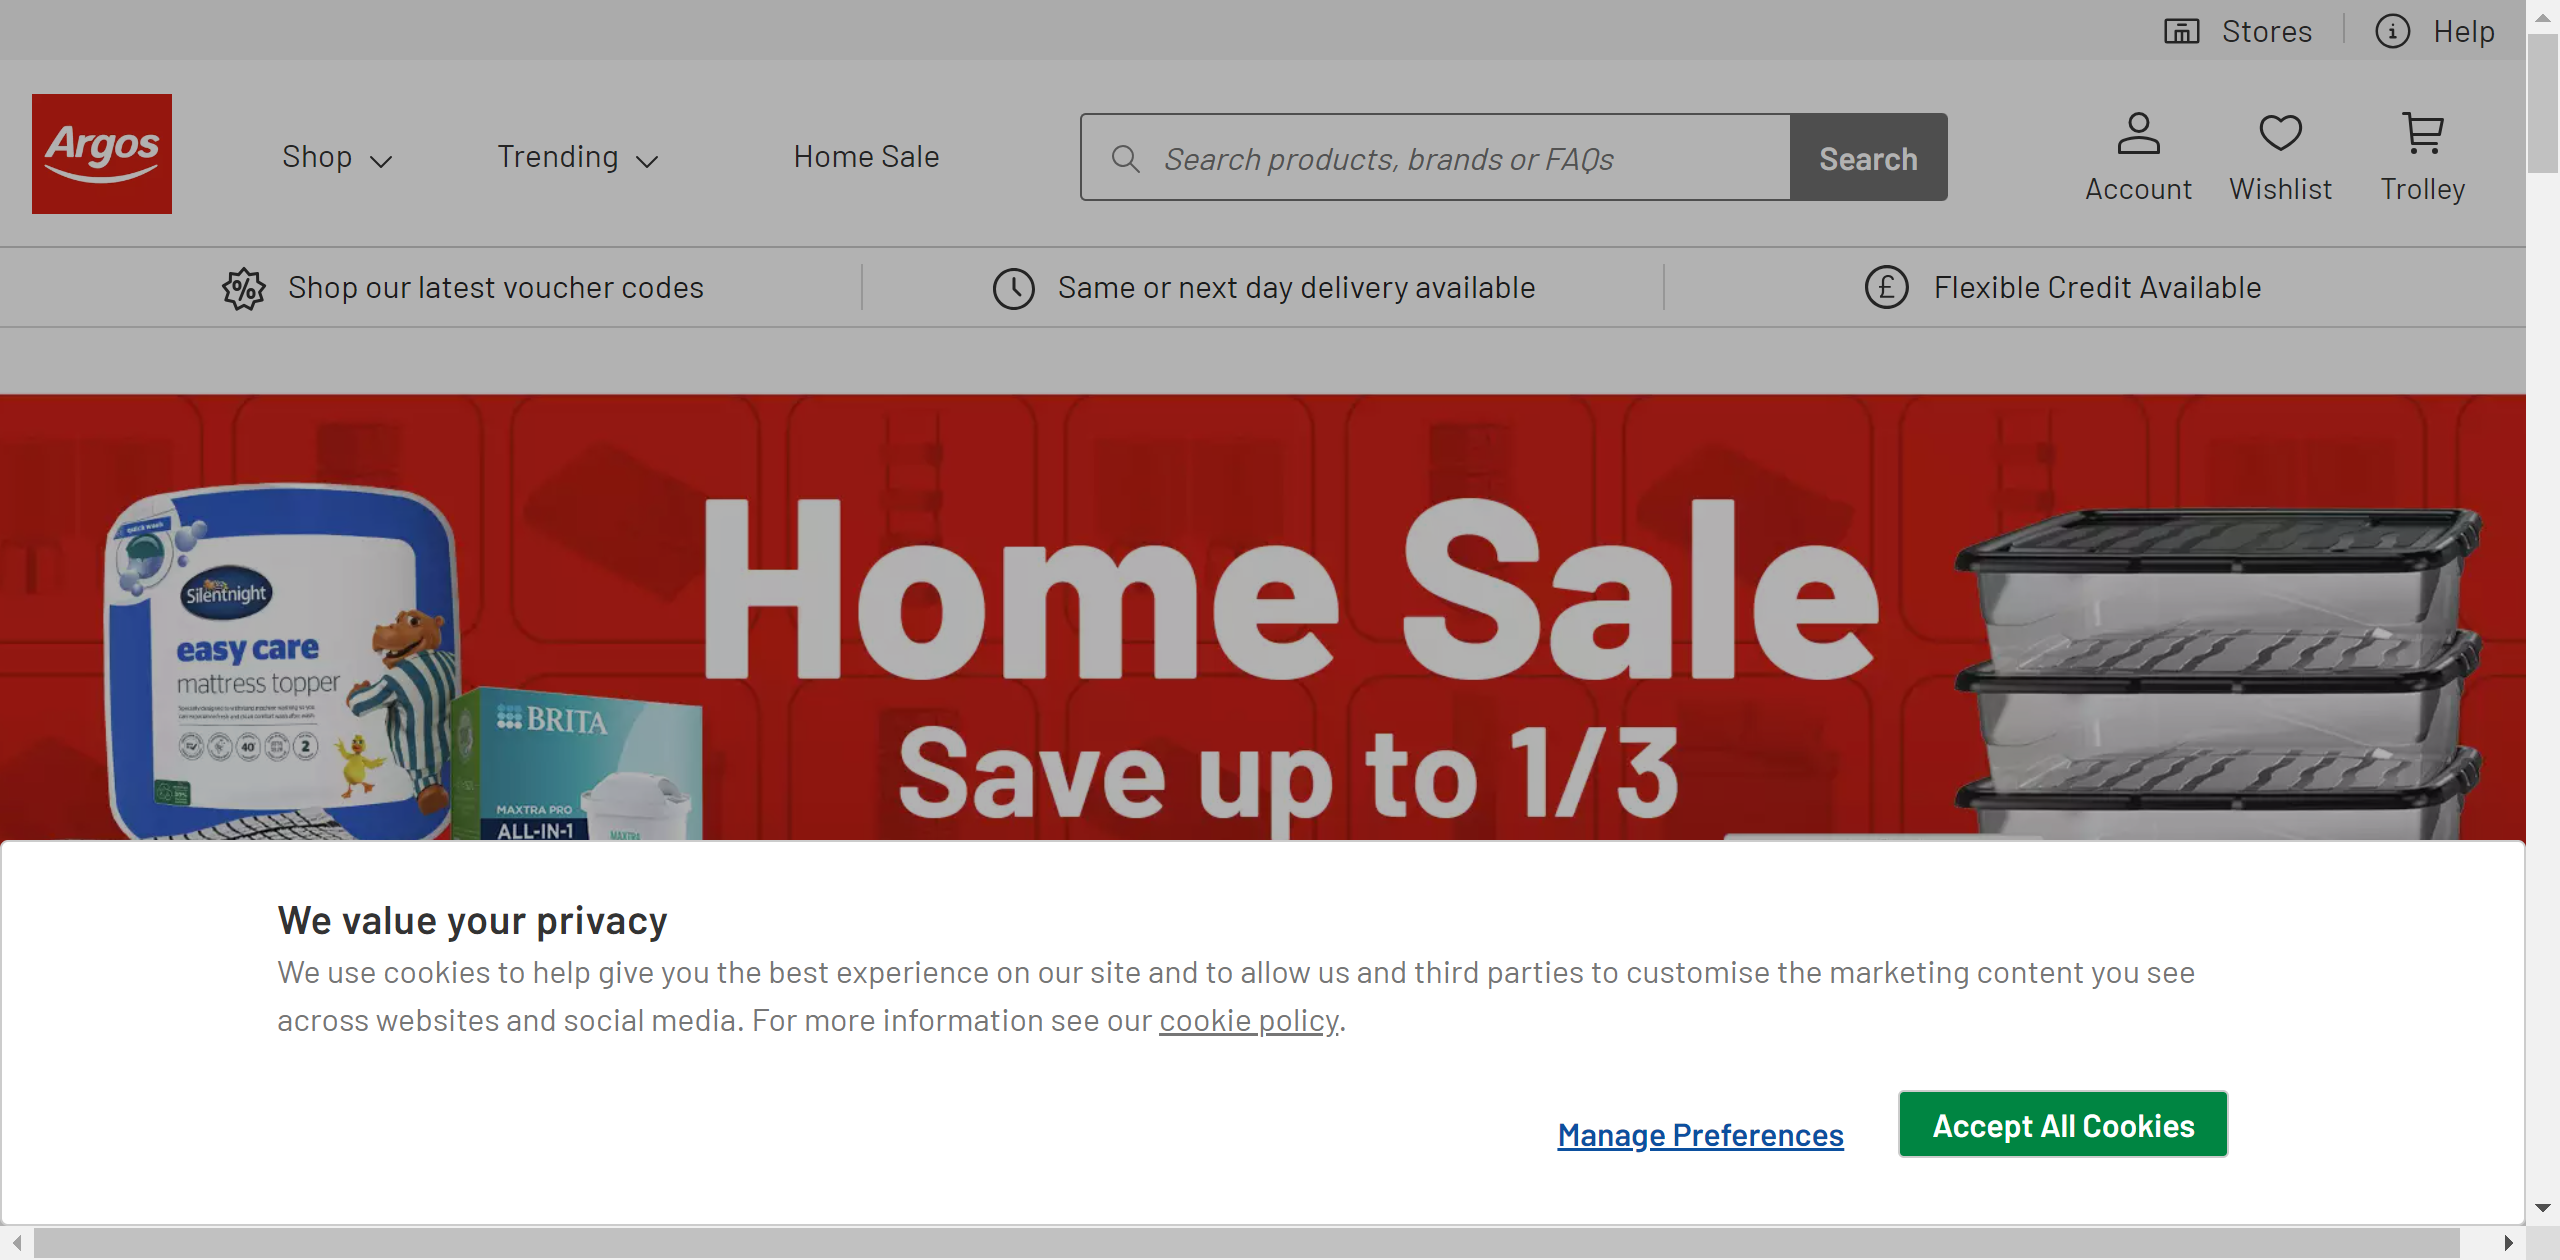 Stores
Help
Argos
Shop
Trending
Home Sale
Search products, brands or FAQs
Search
Account
Wishlist
Trolley
Shop our latest voucher codes
Same or next day delivery available
Flexible Credit Available
Home Sale
Save up to 1/3
quick wash
Silentnight
easy care
mattress topper
40°
2
BRITA
MAXTRA PRO
ALL-IN-1
MAXTRA
We value your privacy
We use cookies to help give you the best experience on our site and to allow us and third parties to customise the marketing content you see
across websites and social media. For more information see our cookie policy.
Manage Preferences
Accept All Cookies